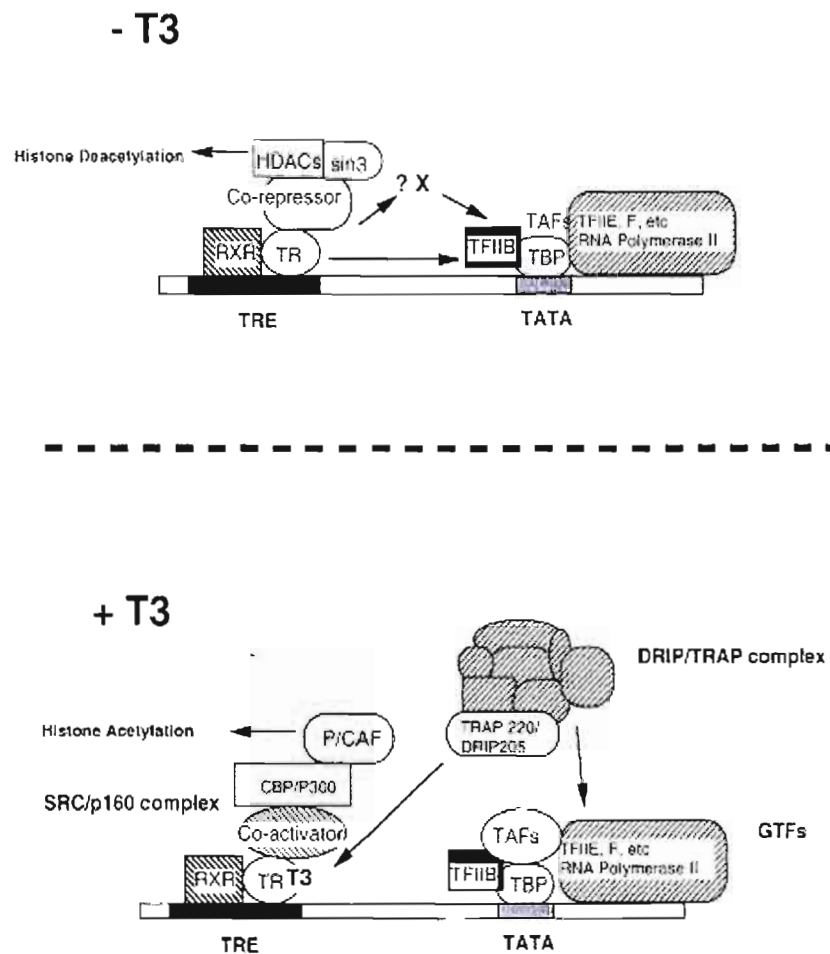 - T3
Histone Deacetylation
HDACs
sin3
Co-repressor
? X
RXR
TR
TFIIB
TAFs
TBP
TFIIE, F, etc
RNA Polymerase II
TRE
TATA
+ T3
DRIP/TRAP complex
TRAP 220/
DRIP205
Histone Acetylation
P/CAF
CBP/P300
SRC/p160 complex
Co-activator
RXR
TR T3
TAFs
TFIIB
TBP
TFIIE, F, etc
RNA Polymerase II
GTFs
TRE
TATA